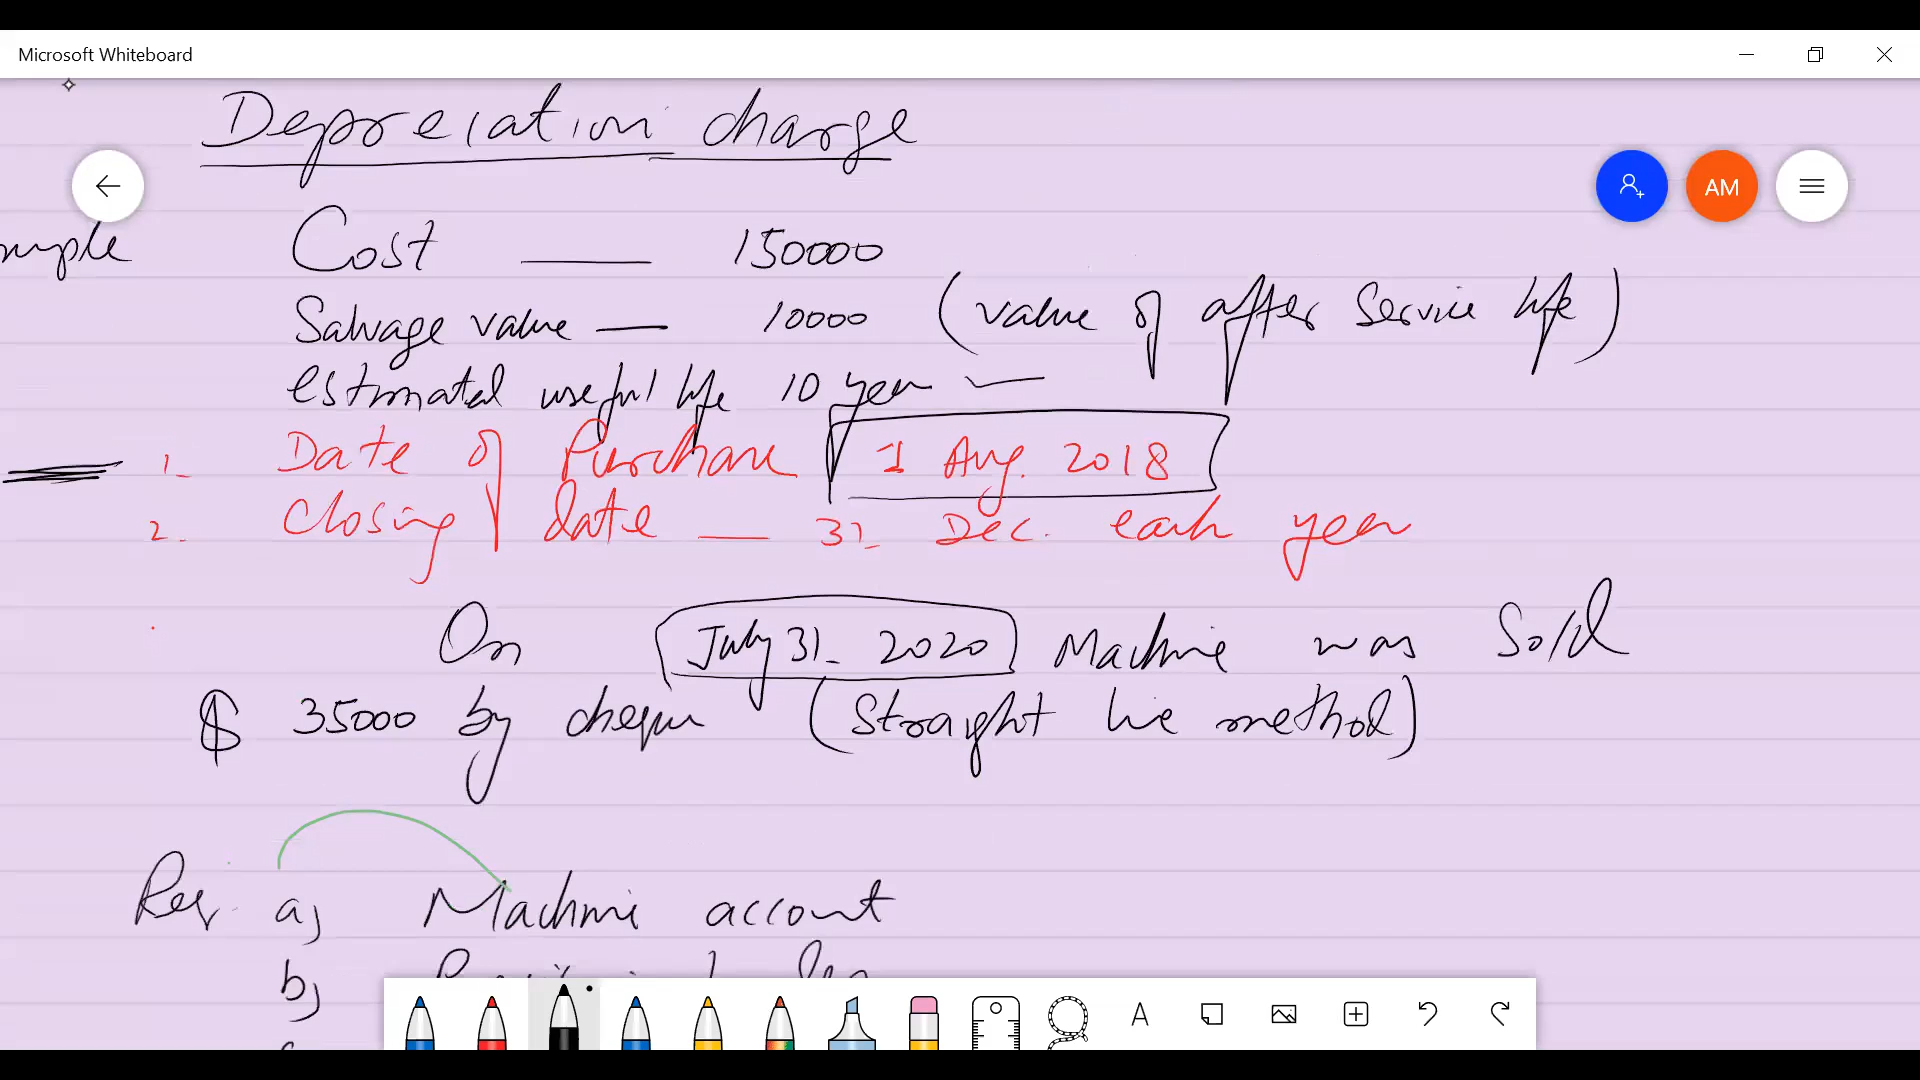 Microsoft Whiteboard
Depreciation charge
AM
mple Cost — 150000
Salvage value — 10000 (value of after service life)
estimated useful life 10 year
1. Date of Purchase 1 Aug. 2018
2. Closing date — 31 Dec. each year
On July 31 - 2020 Machine was Sold
$ 35000 by cheque (Straight line method)
Req. a) Machine account
b)
A